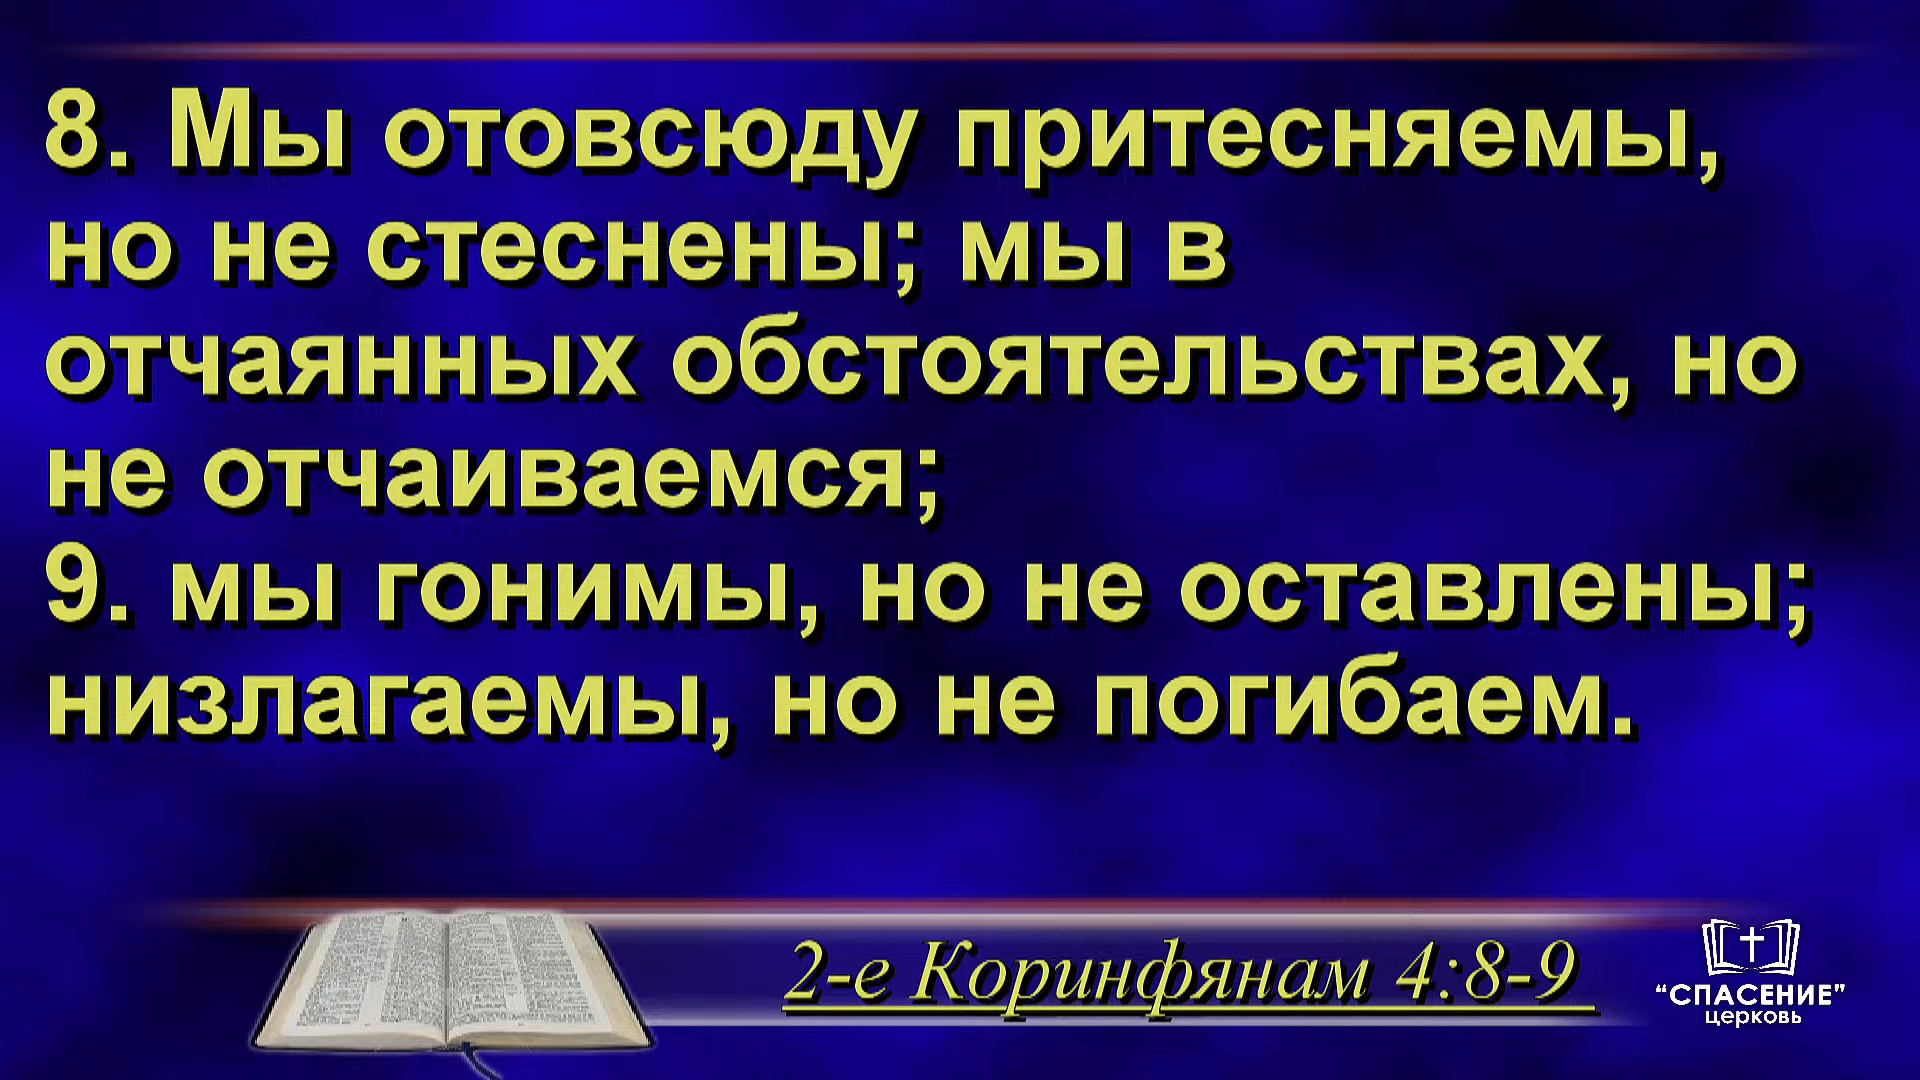 8. Мы отовсюду притесняемы,
но не стеснены; мы в
отчаянных обстоятельствах, но
не отчаиваемся;
9. мы гонимы, но не оставлены;
низлагаемы, но не погибаем.
2-е Коринфянам 4:8-9
“СПАСЕНИЕ”
церковь